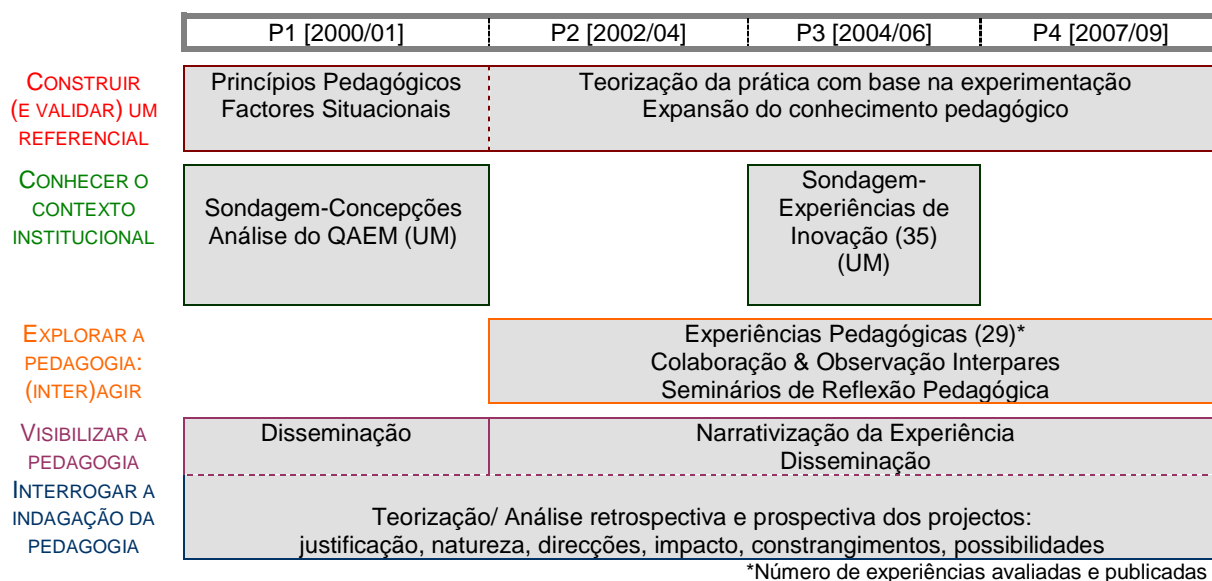 P1 [2000/01] P2 [2002/04] P3 [2004/06] P4 [2007/09]
CONSTRUIR
(E VALIDAR) UM
REFERENCIAL
Princípios Pedagógicos
Factores Situacionais
Teorização da prática com base na experimentação
Expansão do conhecimento pedagógico
CONHECER O
CONTEXTO
INSTITUCIONAL
Sondagem-Concepções
Análise do QAEM (UM)
Sondagem-
Experiências de
Inovação (35)
(UM)
EXPLORAR A
PEDAGOGIA:
(INTER)AGIR
Experiências Pedagógicas (29)*
Colaboração & Observação Interpares
Seminários de Reflexão Pedagógica
VISIBILIZAR A
PEDAGOGIA
Disseminação
Narrativização da Experiência
Disseminação
INTERROGAR A
INDAGAÇÃO DA
PEDAGOGIA
Teorização/ Análise retrospectiva e prospectiva dos projectos:
justificação, natureza, direcções, impacto, constrangimentos, possibilidades
*Número de experiências avaliadas e publicadas